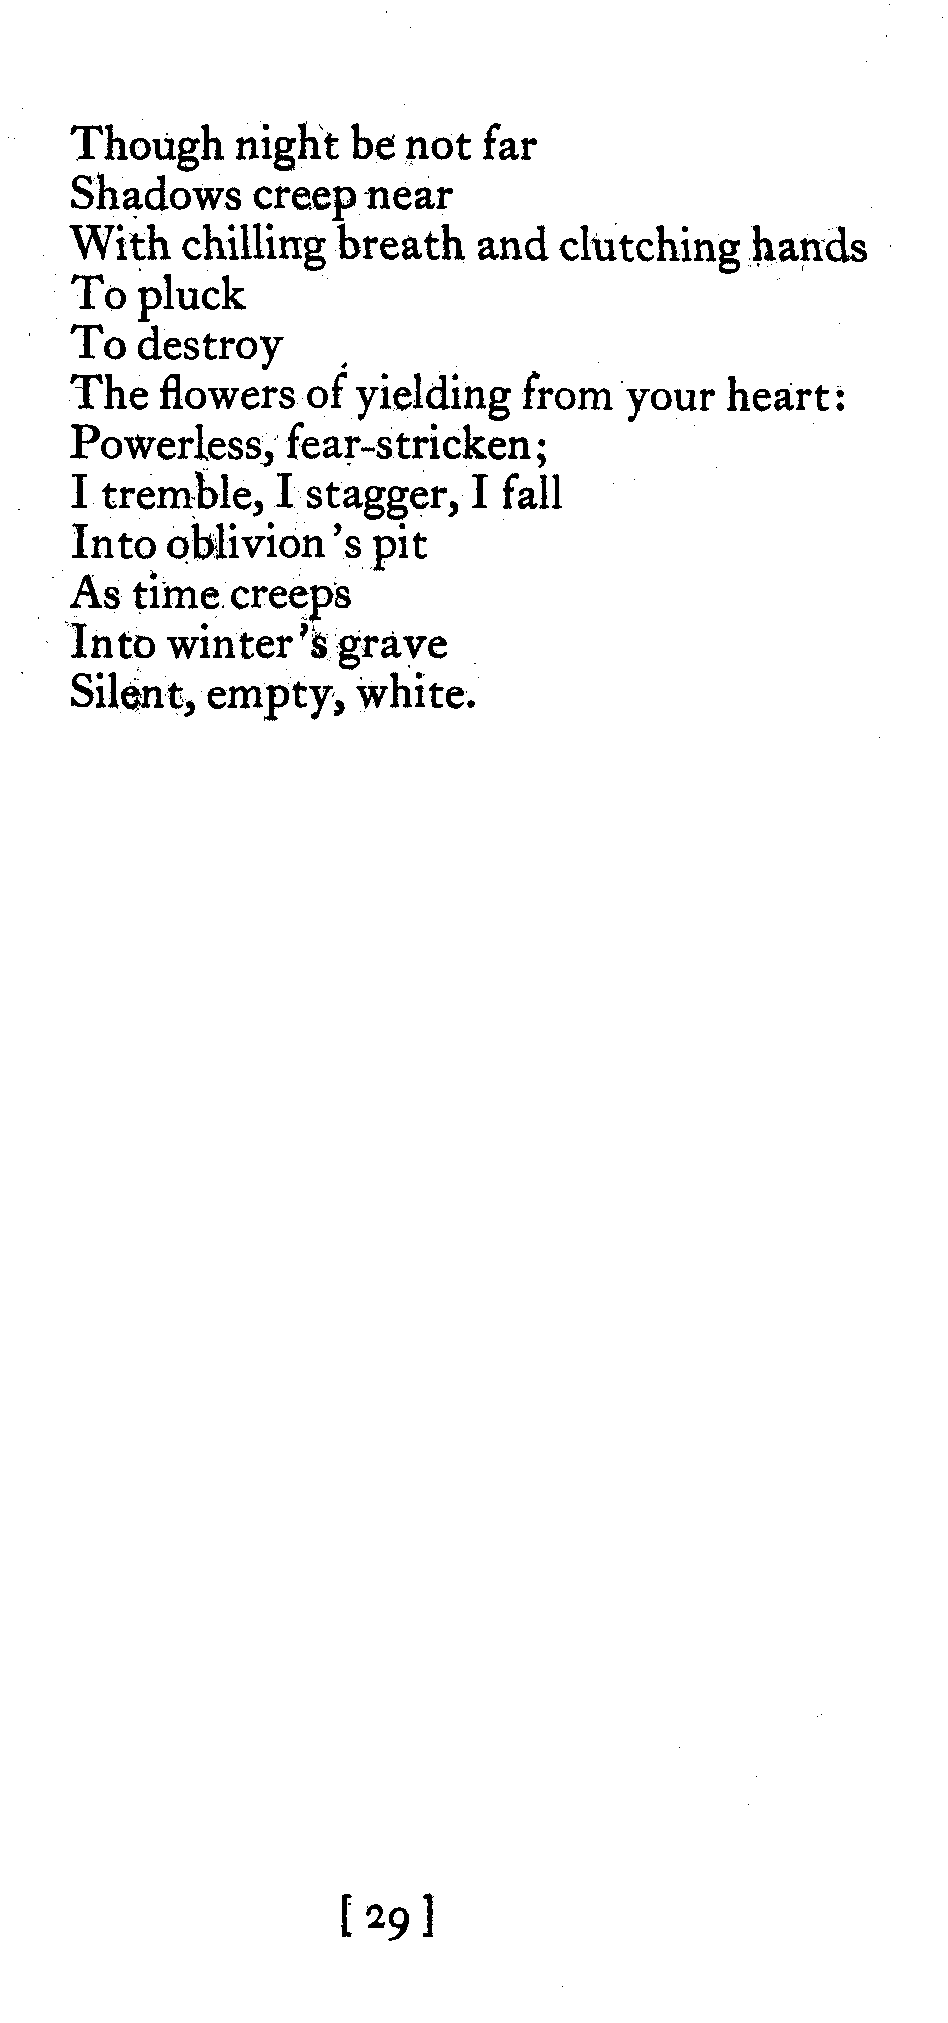 Though night be not far
Shadows creep near
With chilling breath and clutching hands
To pluck
To destroy
The flowers of yielding from your heart:
Powerless, fear-stricken;
I tremble, I stagger, I fall
Into oblivion's pit
As time creeps
Into winter's grave
Silent, empty, white.
[ 29 ]